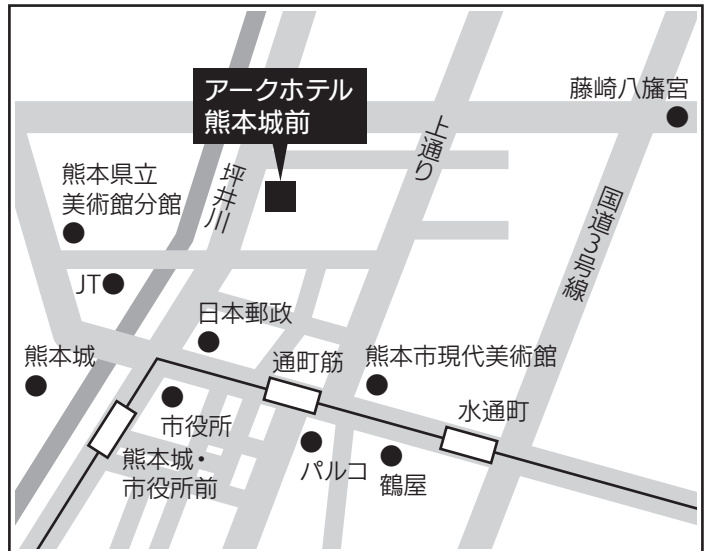 アークホテル
熊本城前
藤崎八旛宮
上通り
熊本県立
美術館分館
坪井川
国道3号線
JT
日本郵政
熊本城
通町筋
熊本市現代美術館
水通町
市役所
熊本城・
市役所前
パルコ
鶴屋